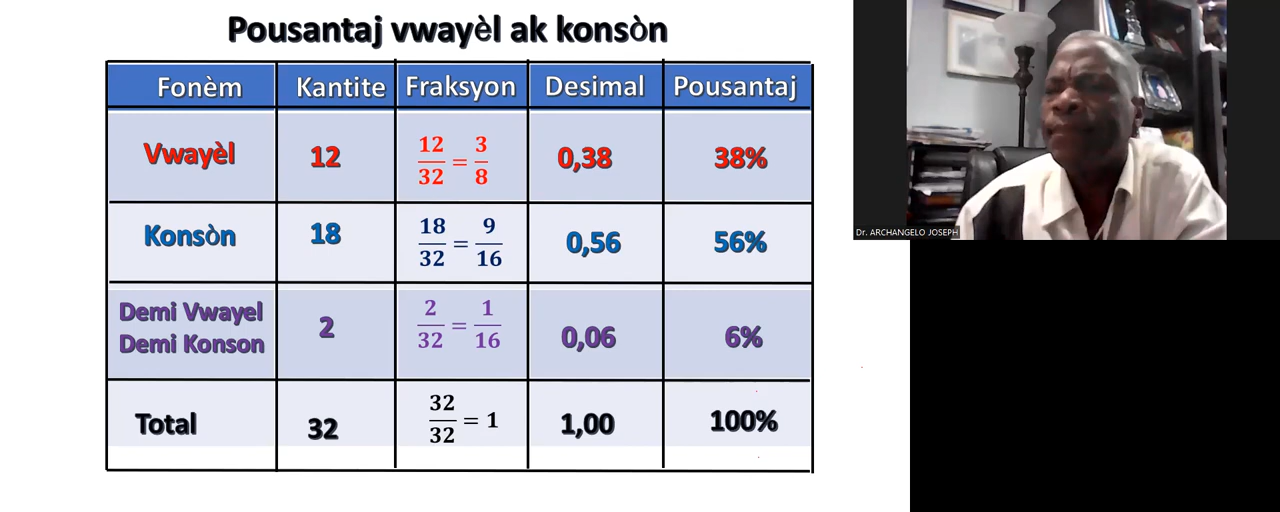 Pousantaj vwayèl ak konsòn
Fonèm Kantite Fraksyon Desimal Pousantaj
Vwayèl 12 12/32 = 3/8 0,38 38%
Konsòn 18 18/32 = 9/16 0,56 56%
Demi Vwayel
Demi Konson 2 2/32 = 1/16 0,06 6%
Total 32 32/32 = 1 1,00 100%
Dr. ARCHANGELO JOSEPH